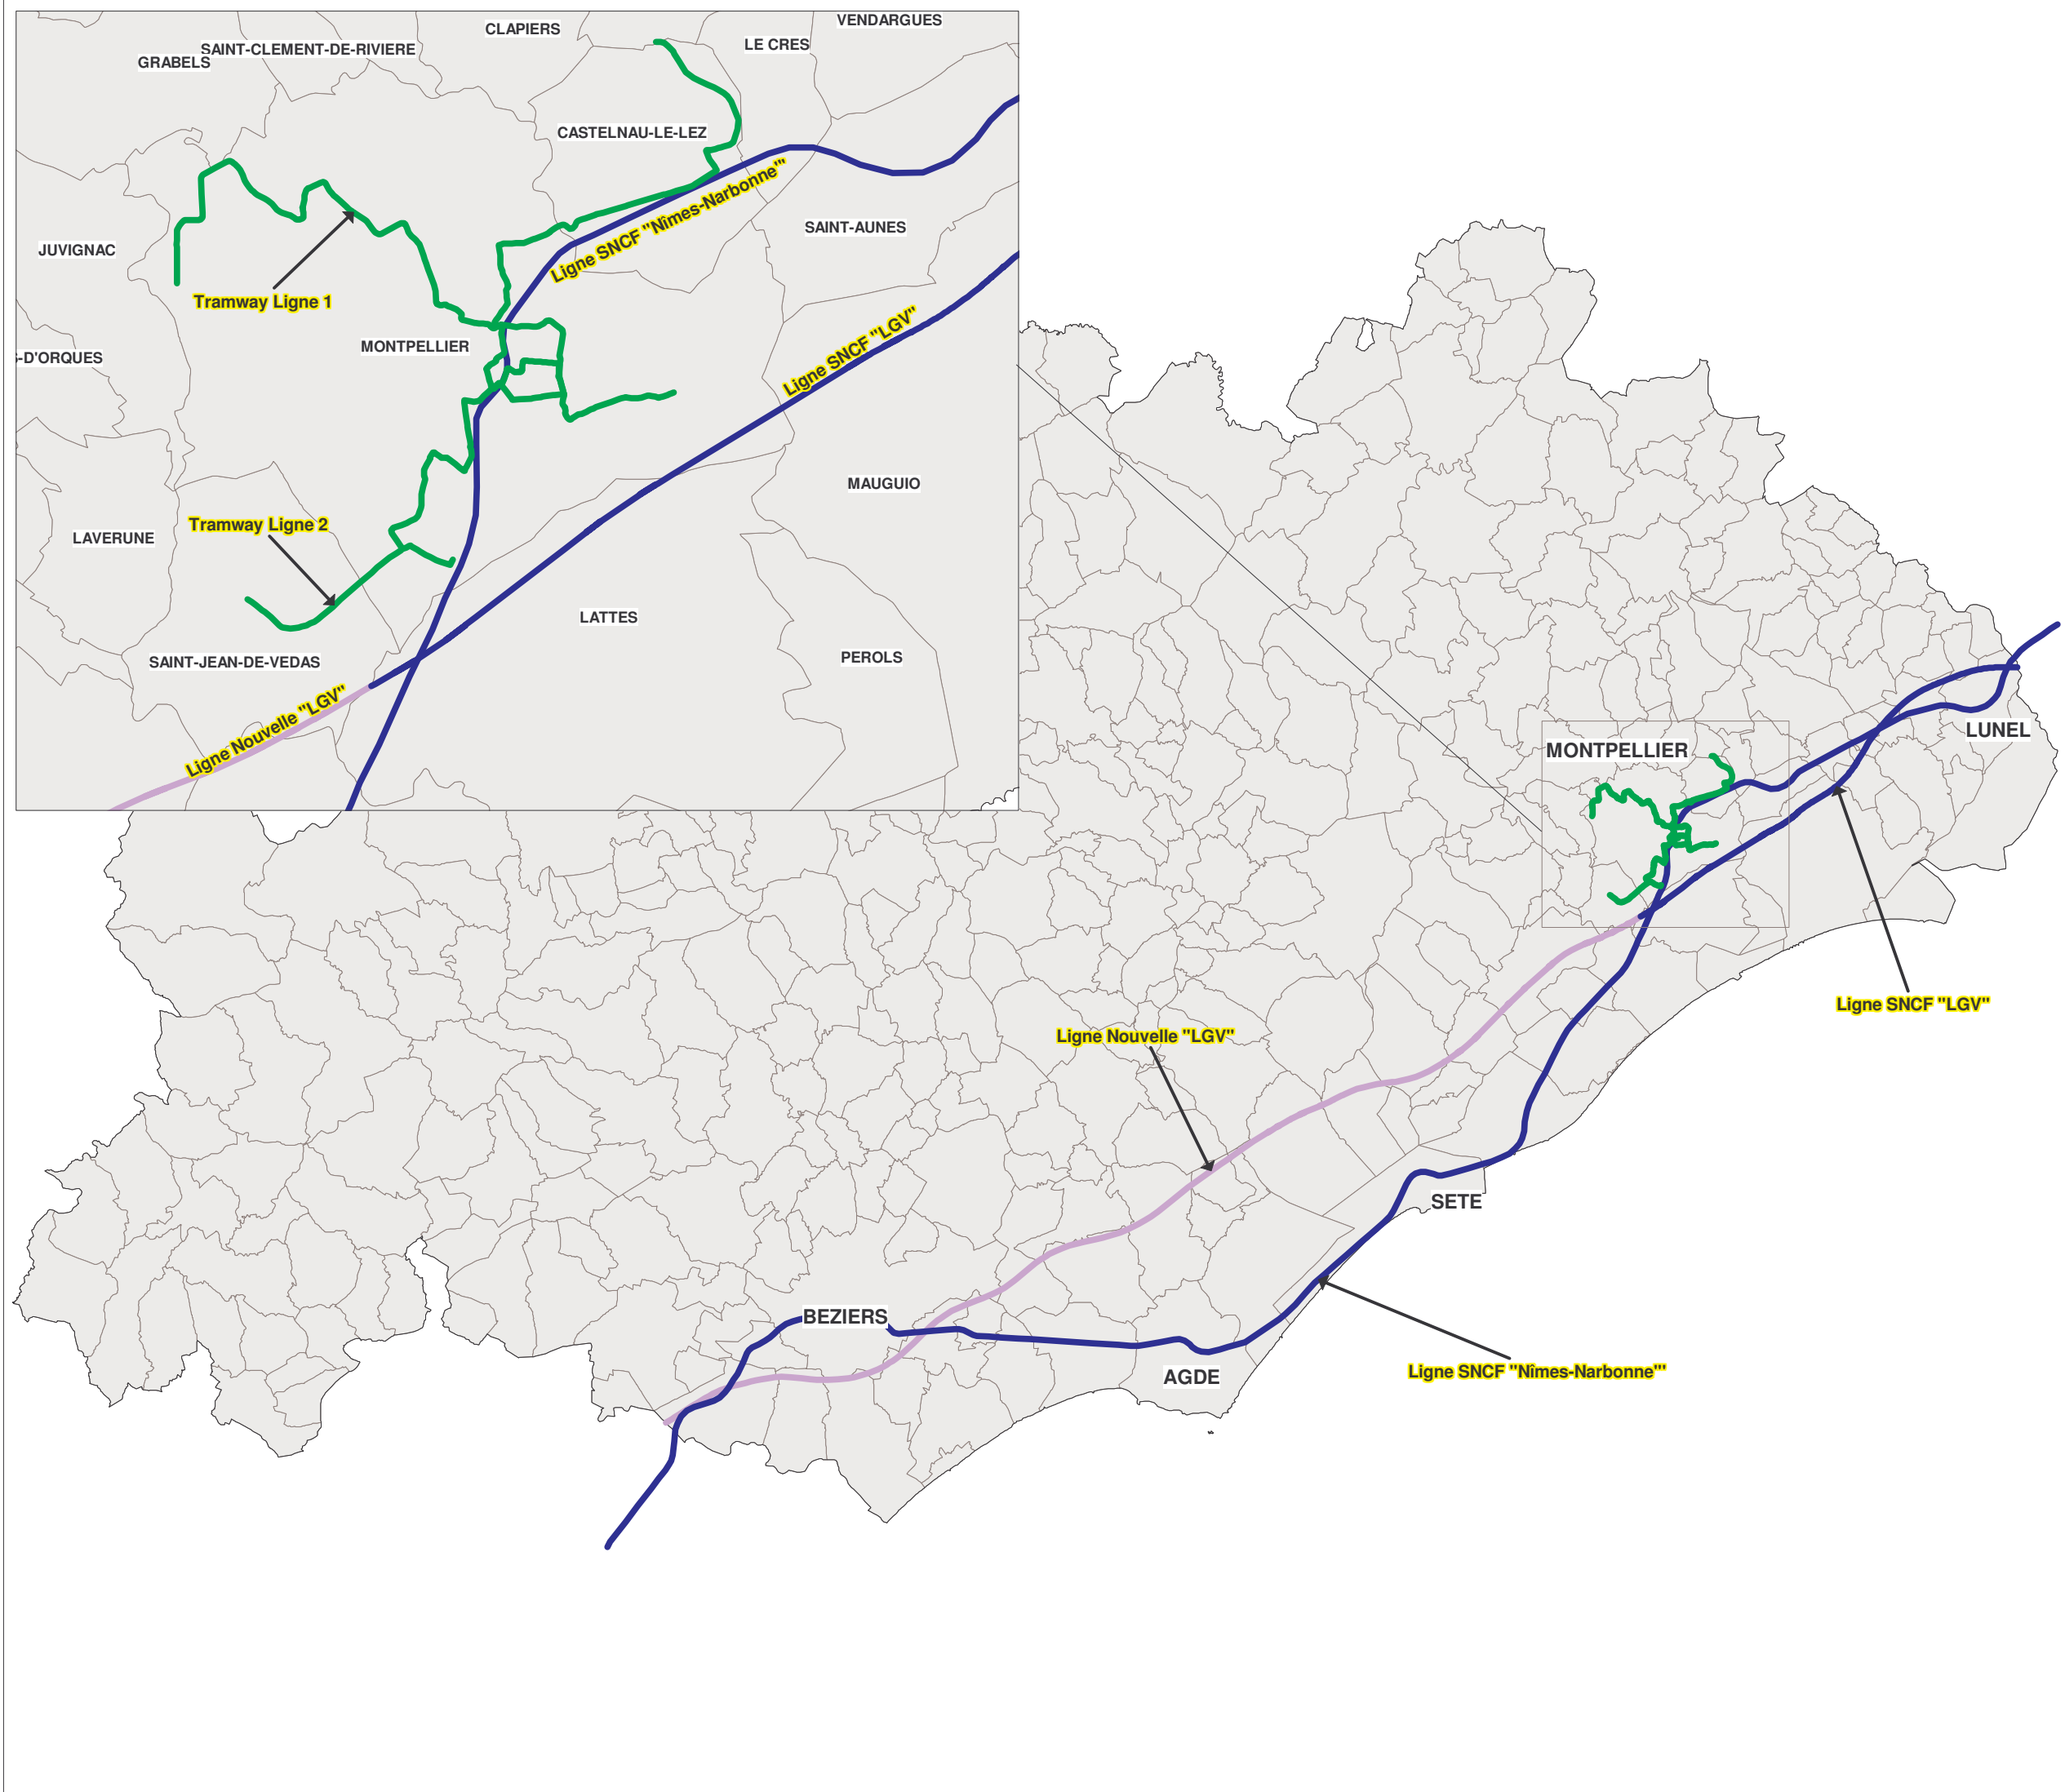 VENDARGUES
CLAPIERS
LE CRES
SAINT-CLEMENT-DE-RIVIERE
GRABELS
CASTELNAU-LE-LEZ
Ligne SNCF "Nîmes-Narbonne'"
SAINT-AUNES
JUVIGNAC
Tramway Ligne 1
MONTPELLIER
Ligne SNCF "LGV"
S-D'ORQUES
MAUGUIO
Tramway Ligne 2
LAVERUNE
LATTES
PEROLS
SAINT-JEAN-DE-VEDAS
Ligne Nouvelle "LGV"
LUNEL
MONTPELLIER
Ligne SNCF "LGV"
Ligne Nouvelle "LGV"
SETE
BEZIERS
AGDE
Ligne SNCF "Nîmes-Narbonne'"